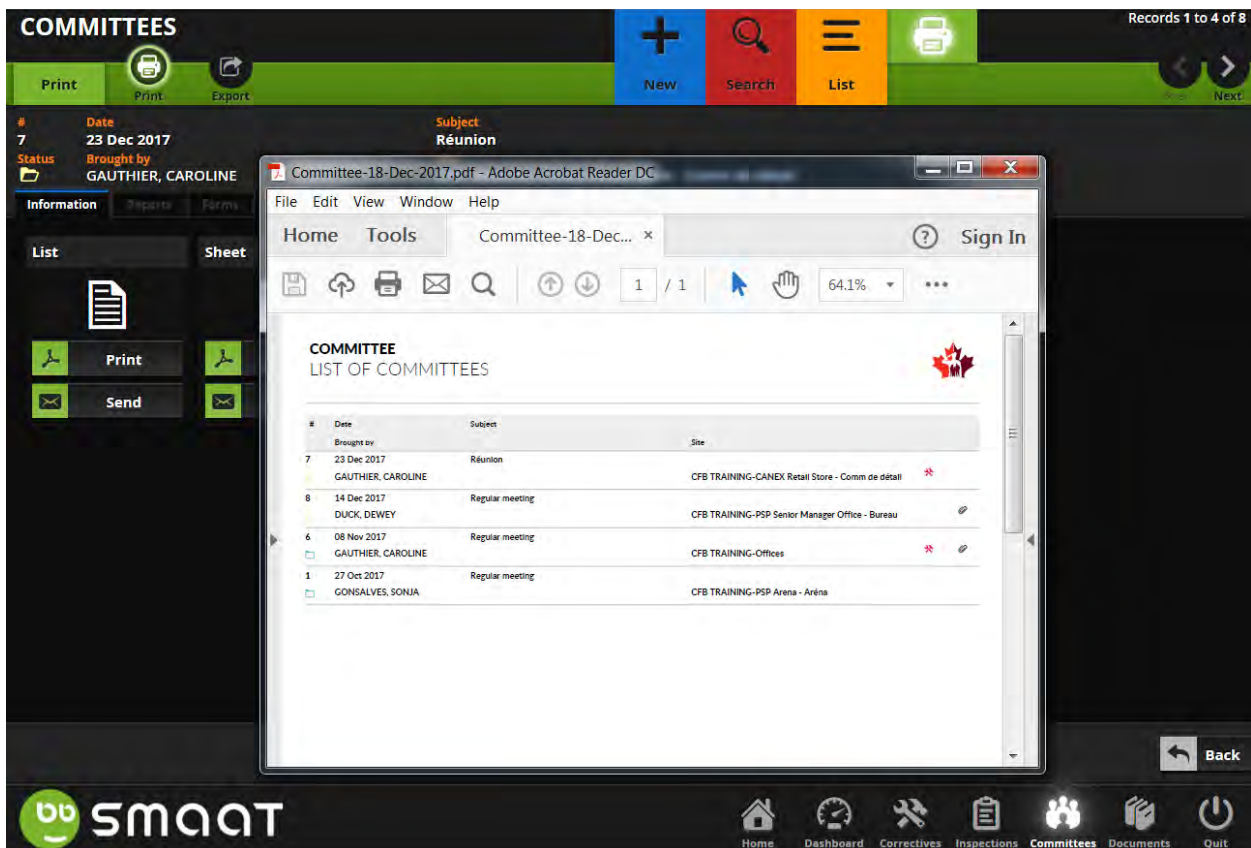 COMMITTEES
Records 1 to 4 of 8
Print
Print
Export
New
Search
List
Next
#
Date
Subject
7
23 Dec 2017
Réunion
Status
Brought by
GAUTHIER, CAROLINE
Information
Reports
Forms
List
Sheet
Print
Send
Committee-18-Dec-2017.pdf - Adobe Acrobat Reader DC
File Edit View Window Help
Home Tools Committee-18-Dec... ×
? Sign In
1 / 1
64.1%
COMMITTEE
LIST OF COMMITTEES
# Date Subject
Brought by Site
7 23 Dec 2017 Réunion
GAUTHIER, CAROLINE CFB TRAINING-CANEX Retail Store - Comm de détail
8 14 Dec 2017 Regular meeting
DUCK, DEWEY CFB TRAINING-PSP Senior Manager Office - Bureau
6 08 Nov 2017 Regular meeting
GAUTHIER, CAROLINE CFB TRAINING-Offices
1 27 Oct 2017 Regular meeting
GONSALVES, SONJA CFB TRAINING-PSP Arena - Aréna
Back
smaaT
Home Dashboard Correctives Inspections Committees Documents Quit